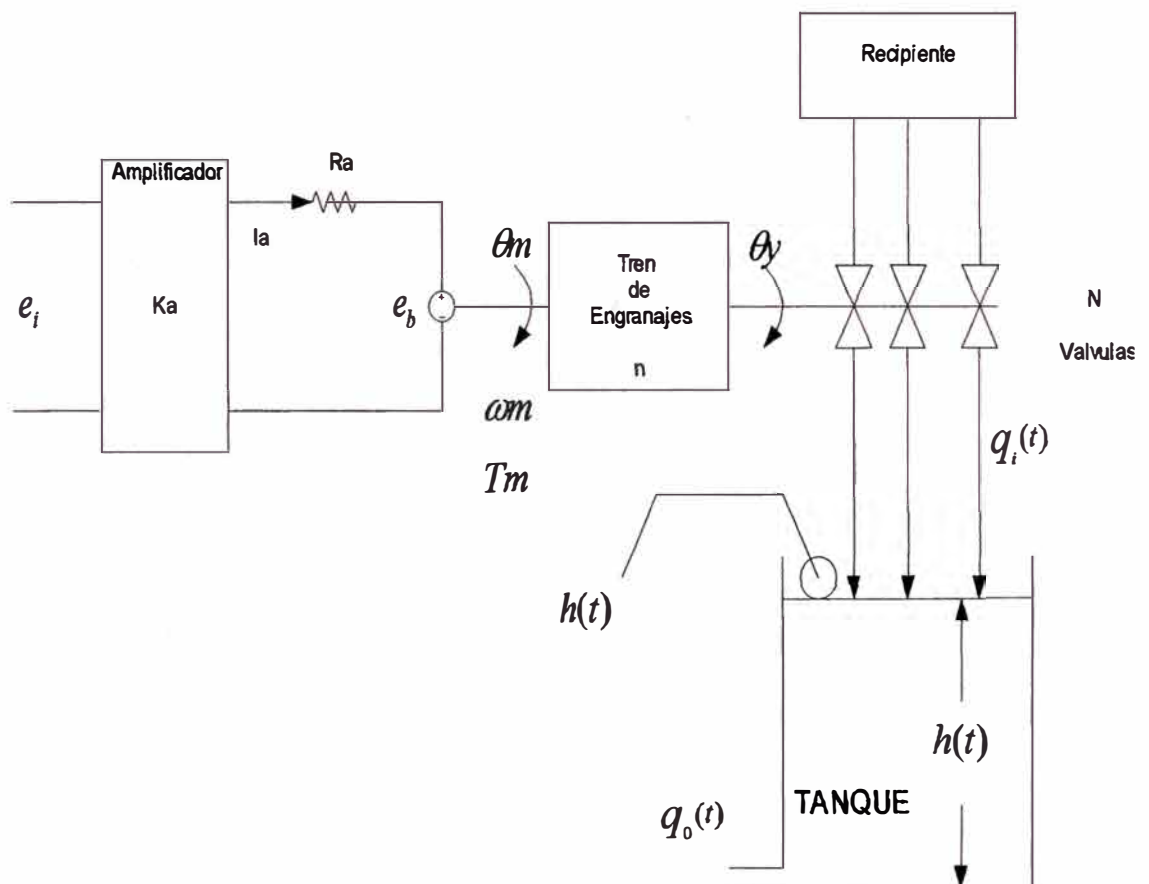 Recipiente
Amplificador
Ra
Ia
Ka
e_i
e_b
θm
Tren
de
Engranajes
n
θy
N
Valvulas
ωm
Tm
q_i(t)
h(t)
h(t)
q_0(t)
TANQUE